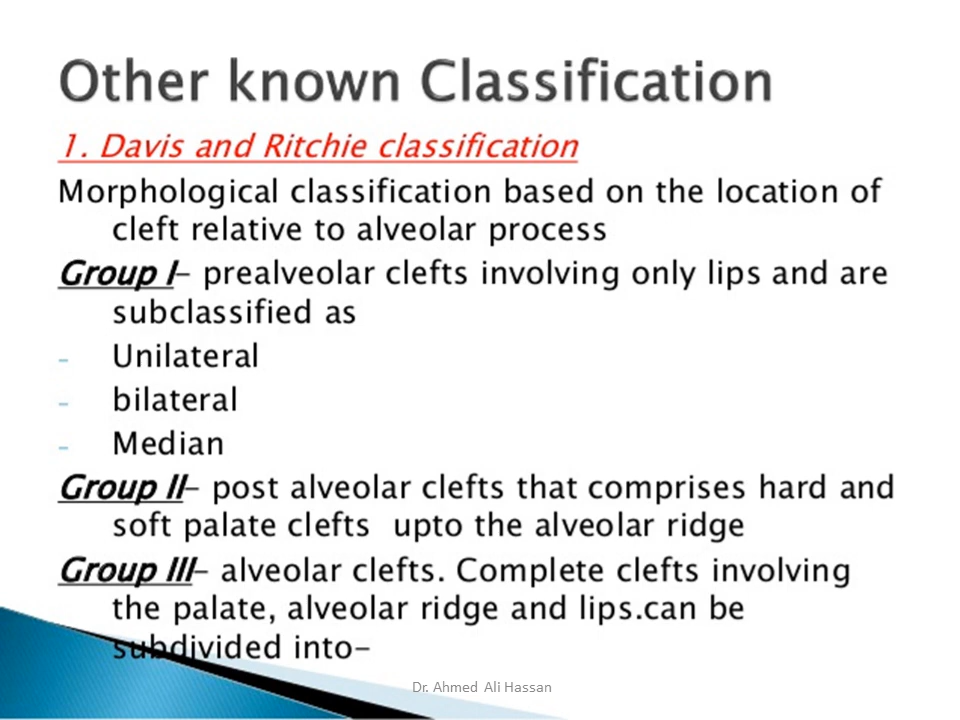 Other known Classification
1. Davis and Ritchie classification
Morphological classification based on the location of
cleft relative to alveolar process
Group I- prealveolar clefts involving only lips and are
subclassified as
- Unilateral
- bilateral
- Median
Group II- post alveolar clefts that comprises hard and
soft palate clefts upto the alveolar ridge
Group III- alveolar clefts. Complete clefts involving
the palate, alveolar ridge and lips.can be
subdivided into-
Dr. Ahmed Ali Hassan